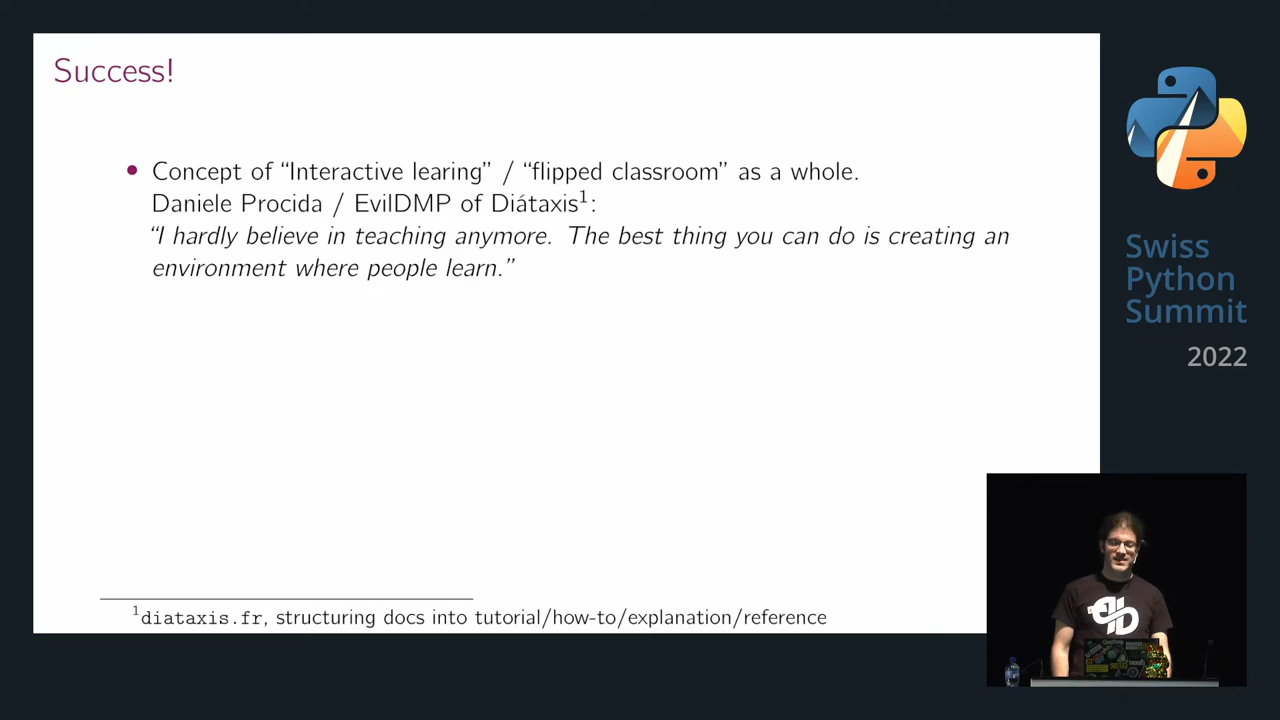 Success!
• Concept of “Interactive learing” / “flipped classroom” as a whole.
Daniele Procida / EvilDMP of Diátaxis¹:
“I hardly believe in teaching anymore. The best thing you can do is creating an
environment where people learn.”
¹diataxis.fr, structuring docs into tutorial/how-to/explanation/reference
Swiss
Python
Summit
2022